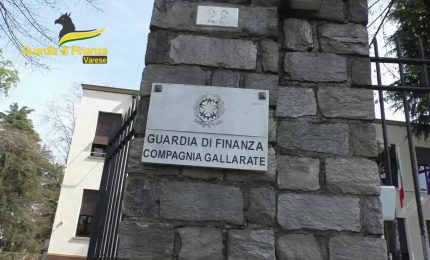 Guardia di Finanza
Varese
28
GUARDIA DI FINANZA
COMPAGNIA GALLARATE